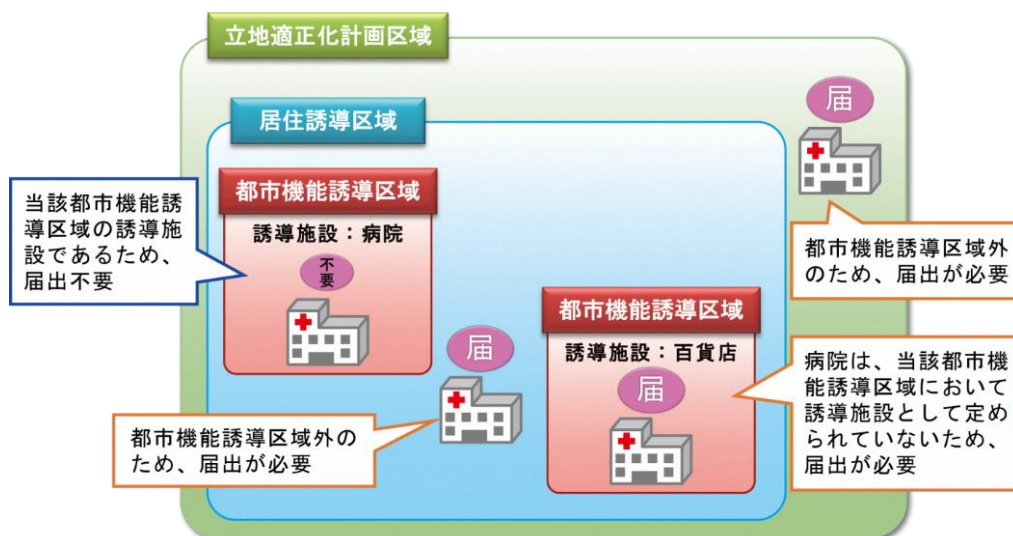 立地適正化計画区域
届
居住誘導区域
都市機能誘導区域
誘導施設：病院
不
要
当該都市機能誘
導区域の誘導施
設であるため、
届出不要
都市機能誘導区域外
のため、届出が必要
都市機能誘導区域
誘導施設：百貨店
届
届
都市機能誘導区域外の
ため、届出が必要
病院は、当該都市機
能誘導区域において
誘導施設として定め
られていないため、
届出が必要